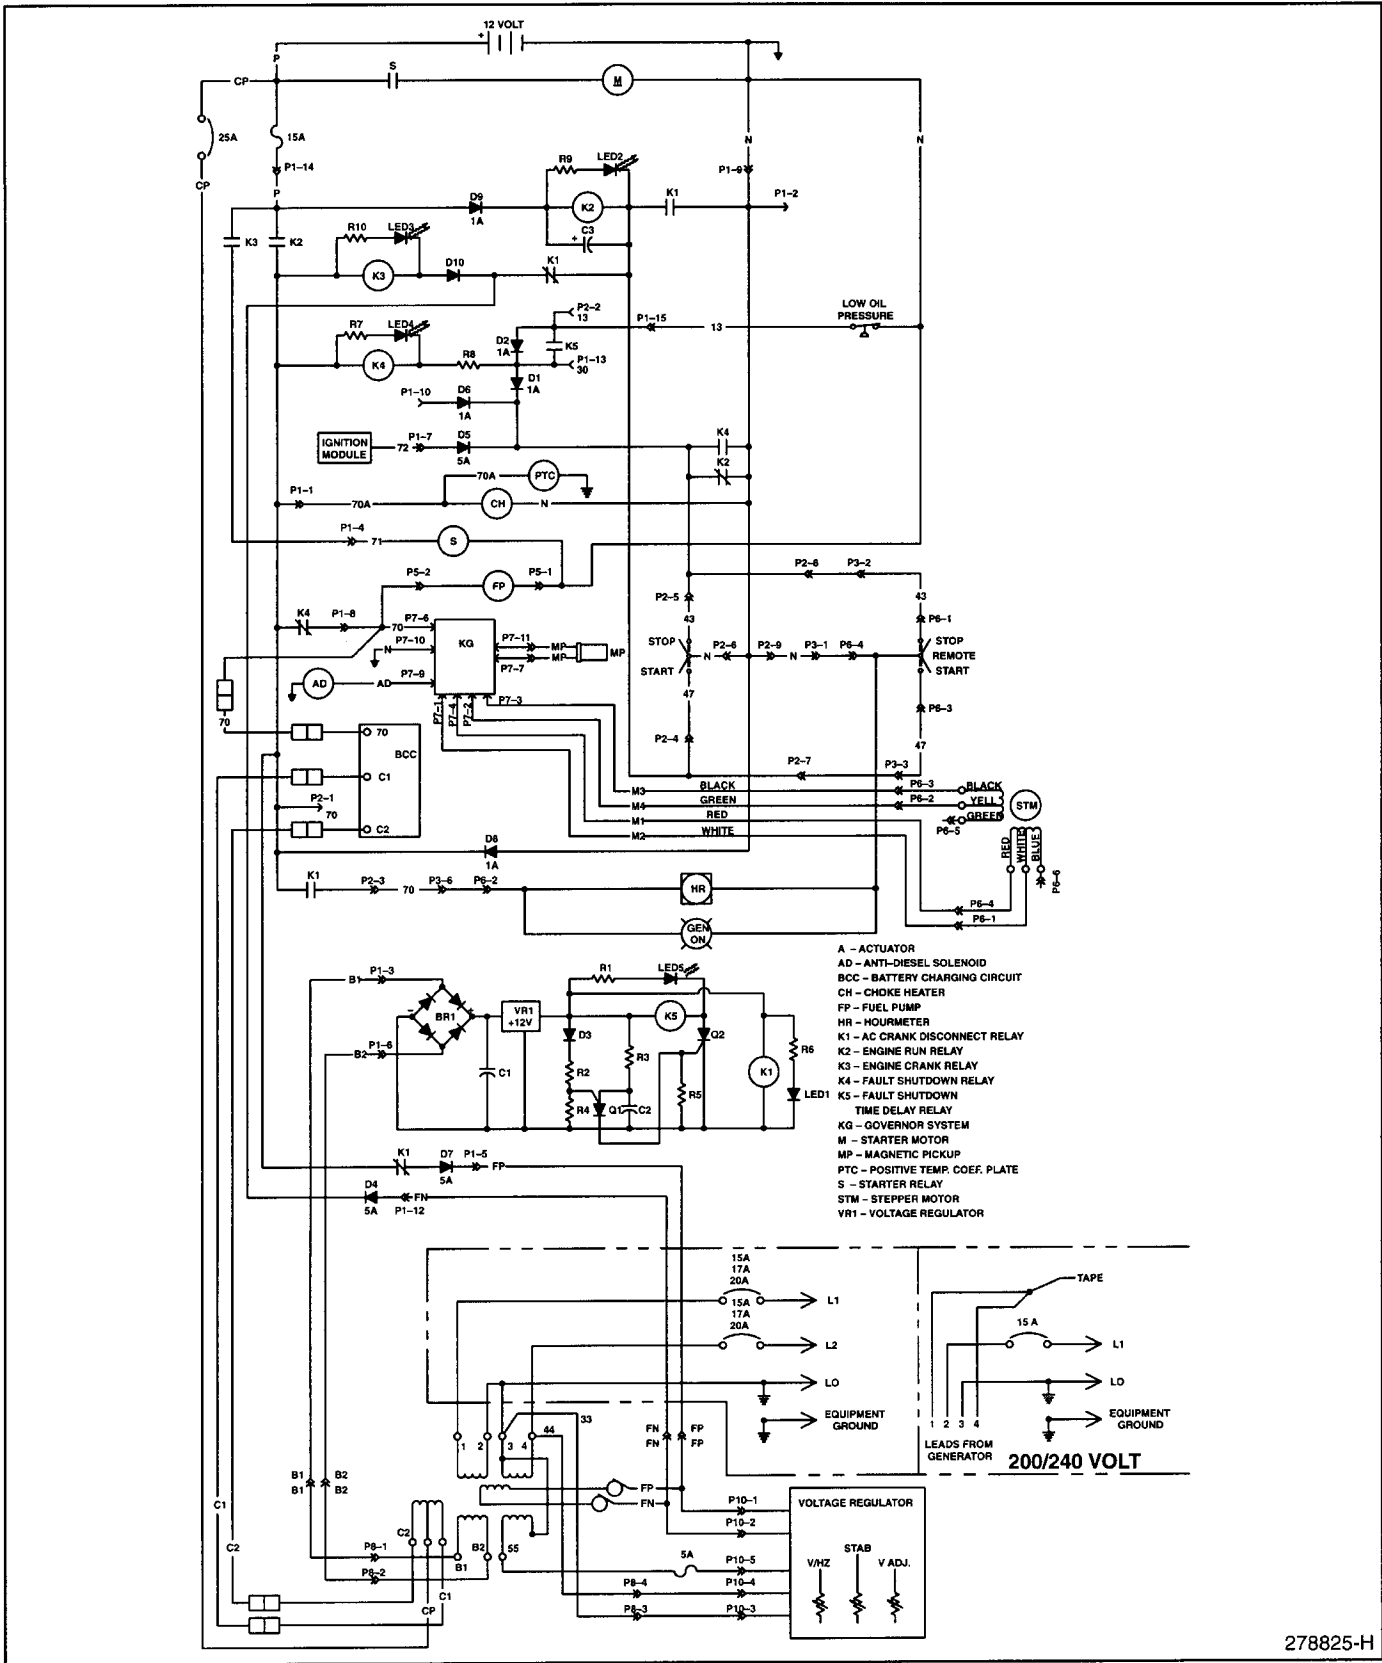 12 VOLT
+
P
CP
S
M
25A
15A
N
N
P1-14
R9
LED2
P1-9
CP
P
D9
1A
K2
K1
P1-2
C3
+
K3
K2
R10
LED3
K3
D10
K1
P2-2
13
P1-15
13
LOW OIL
PRESSURE
R7
LED4
D2
1A
K5
K4
R8
P1-13
30
D1
1A
P1-10
D6
1A
IGNITION
MODULE
72
P1-7
D5
5A
K4
K2
70A
PTC
P1-1
70A
CH
N
P1-4
71
S
P5-2
FP
P5-1
P2-6
P3-2
P2-5
43
43
P6-1
K4
P1-8
70
P7-6
P7-10
N
KG
P7-11
MP
MP
P7-7
MP
STOP
START
N
P2-6
P2-9
N
P3-1
P6-4
STOP
REMOTE
START
AD
AD
P7-9
P7-1
P7-4
P7-2
P7-3
47
P6-3
70
P2-4
47
70
BCC
P2-7
P3-3
C1
M3
BLACK
P6-3
BLACK
M4
GREEN
P6-2
YELL
STM
P2-1
70
M1
RED
GREEN
P6-5
C2
M2
WHITE
D8
1A
RED
WHITE
BLUE
P6-6
K1
P2-3
70
P3-6
P6-2
HR
P6-4
P6-1
GEN
ON
A – ACTUATOR
AD – ANTI-DIESEL SOLENOID
BCC – BATTERY CHARGING CIRCUIT
CH – CHOKE HEATER
FP – FUEL PUMP
HR – HOURMETER
K1 – AC CRANK DISCONNECT RELAY
K2 – ENGINE RUN RELAY
K3 – ENGINE CRANK RELAY
K4 – FAULT SHUTDOWN RELAY
K5 – FAULT SHUTDOWN
TIME DELAY RELAY
KG – GOVERNOR SYSTEM
M – STARTER MOTOR
MP – MAGNETIC PICKUP
PTC – POSITIVE TEMP. COEF. PLATE
S – STARTER RELAY
STM – STEPPER MOTOR
VR1 – VOLTAGE REGULATOR
B1
P1-3
R1
LED5
BR1
-
+
VR1
+12V
K5
D3
Q2
B2
P1-6
R3
R6
C1
R2
K1
R5
LED1
R4
Q1
C2
K1
D7
5A
P1-5
FP
D4
5A
FN
P1-12
15A
17A
20A
L1
15A
17A
20A
L2
LO
EQUIPMENT
GROUND
TAPE
15 A
L1
LO
EQUIPMENT
GROUND
1 2 3 4
LEADS FROM
GENERATOR
200/240 VOLT
33
44
1
2
3
4
FN
FN
FP
FP
B1
B1
B2
B2
FP
FN
C1
C2
C2
P8-1
P8-2
B1
B2
55
C1
CP
5A
P8-4
P8-3
P10-1
P10-2
P10-5
P10-4
P10-3
VOLTAGE REGULATOR
V/HZ
STAB
V ADJ.
278825-H